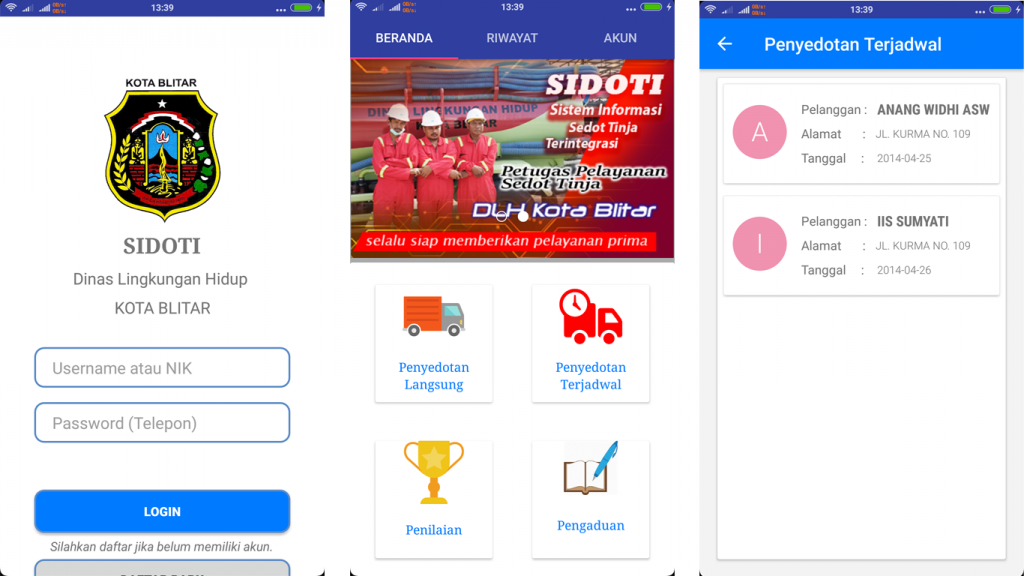 13:39
KOTA BLITAR
SIDOTI
Dinas Lingkungan Hidup
KOTA BLITAR
Username atau NIK
Password (Telepon)
LOGIN
Silahkan daftar jika belum memiliki akun.
13:39
BERANDA RIWAYAT AKUN
SIDOTI
Sistem Informasi
Sedot Tinja
Terintegrasi
DINAS LINGKUNGAN HIDUP
BLITAR
Petugas Pelayanan
Sedot Tinja
DLH Kota Blitar
selalu siap memberikan pelayanan prima
Penyedotan
Langsung
Penyedotan
Terjadwal
Penilaian
Pengaduan
13:39
Penyedotan Terjadwal
A
Pelanggan : ANANG WIDHI ASW
Alamat : JL. KURMA NO. 109
Tanggal : 2014-04-25
I
Pelanggan : IIS SUMYATI
Alamat : JL. KURMA NO. 109
Tanggal : 2014-04-26